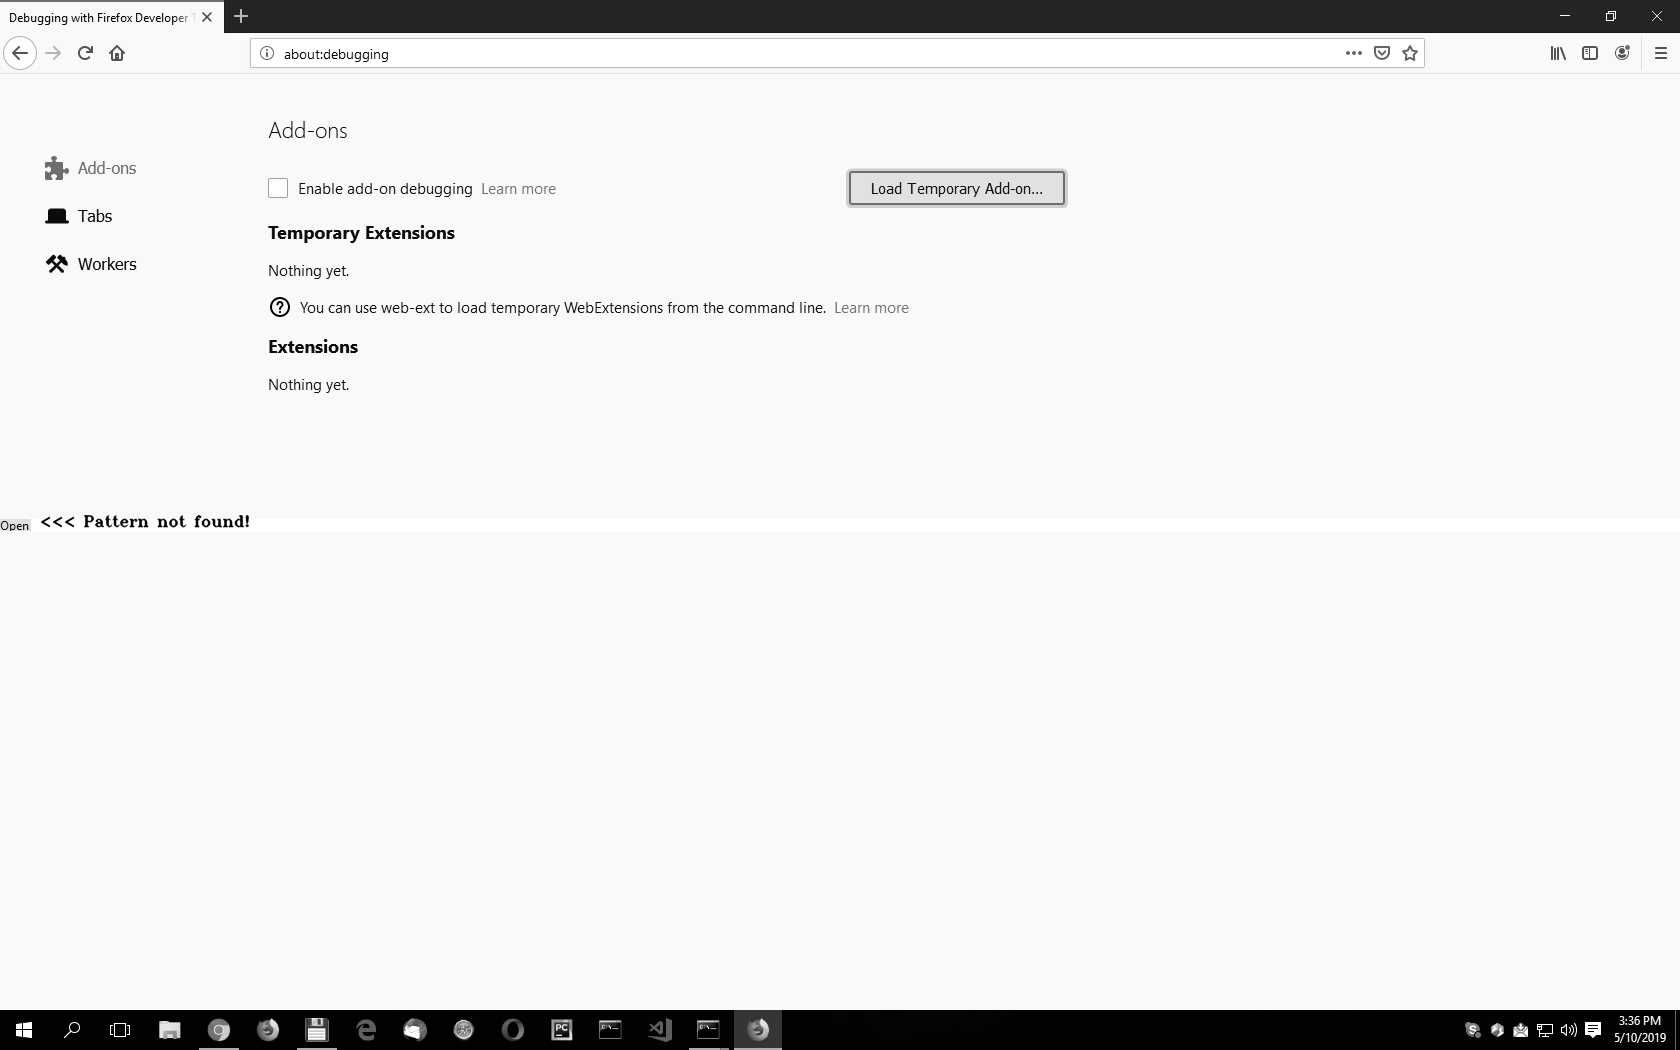 Debugging with Firefox Developer
about:debugging
Add-ons
Add-ons
Enable add-on debugging Learn more
Load Temporary Add-on...
Tabs
Temporary Extensions
Workers
Nothing yet.
You can use web-ext to load temporary WebExtensions from the command line. Learn more
Extensions
Nothing yet.
Open <<< Pattern not found!
PC
3:36 PM
5/10/2019